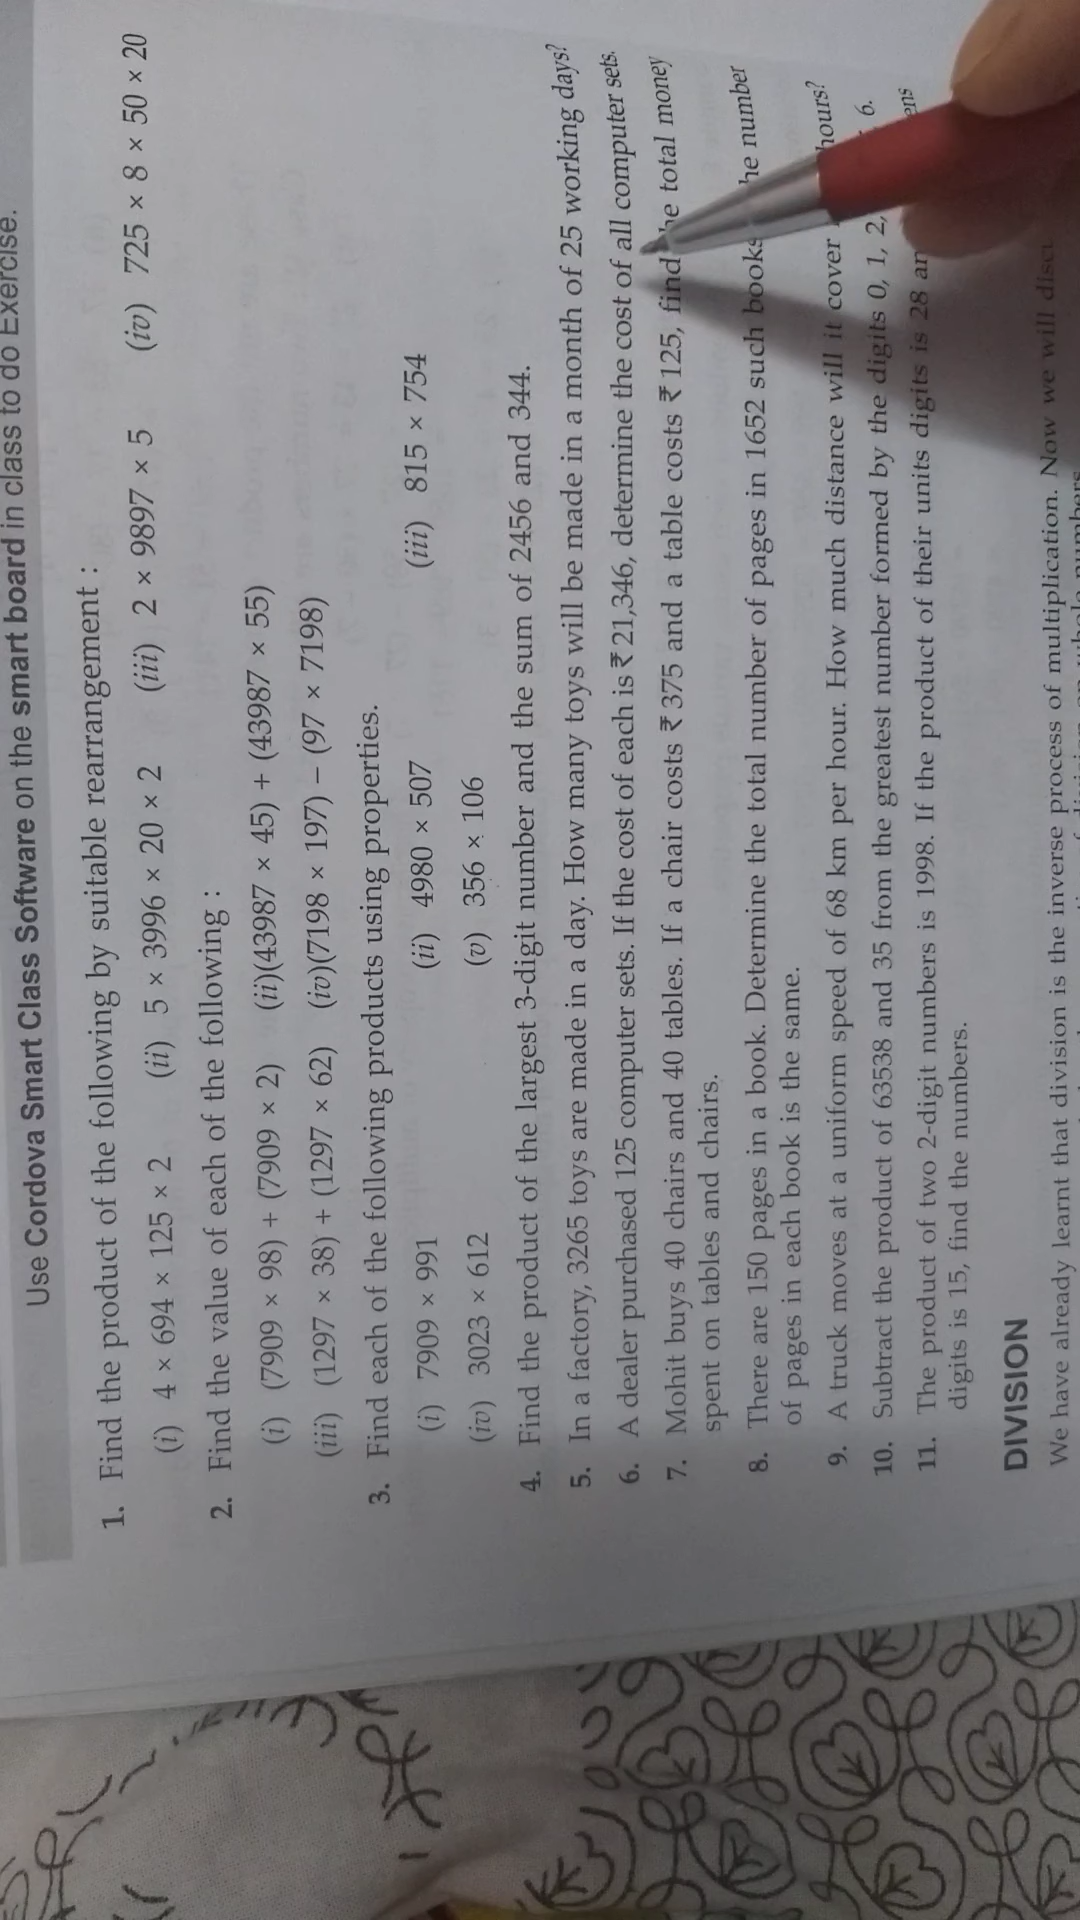 Use Cordova Smart Class Software on the smart board in class to do Exercise.
1. Find the product of the following by suitable rearrangement :
(i) 4 × 694 × 125 × 2 (ii) 5 × 3996 × 20 × 2 (iii) 2 × 9897 × 5 (iv) 725 × 8 × 50 × 20
2. Find the value of each of the following :
(i) (7909 × 98) + (7909 × 2) (ii)(43987 × 45) + (43987 × 55)
(iii) (1297 × 38) + (1297 × 62) (iv)(7198 × 197) – (97 × 7198)
3. Find each of the following products using properties.
(i) 7909 × 991 (ii) 4980 × 507 (iii) 815 × 754
(iv) 3023 × 612 (v) 356 × 106
4. Find the product of the largest 3-digit number and the sum of 2456 and 344.
5. In a factory, 3265 toys are made in a day. How many toys will be made in a month of 25 working days?
6. A dealer purchased 125 computer sets. If the cost of each is ₹ 21,346, determine the cost of all computer sets.
7. Mohit buys 40 chairs and 40 tables. If a chair costs ₹ 375 and a table costs ₹ 125, find he total money
spent on tables and chairs.
8. There are 150 pages in a book. Determine the total number of pages in 1652 such books he number
of pages in each book is the same.
9. A truck moves at a uniform speed of 68 km per hour. How much distance will it cover hours?
10. Subtract the product of 63538 and 35 from the greatest number formed by the digits 0, 1, 2, 6.
11. The product of two 2-digit numbers is 1998. If the product of their units digits is 28 an ens
digits is 15, find the numbers.
DIVISION
We have already learnt that division is the inverse process of multiplication. Now we will discu